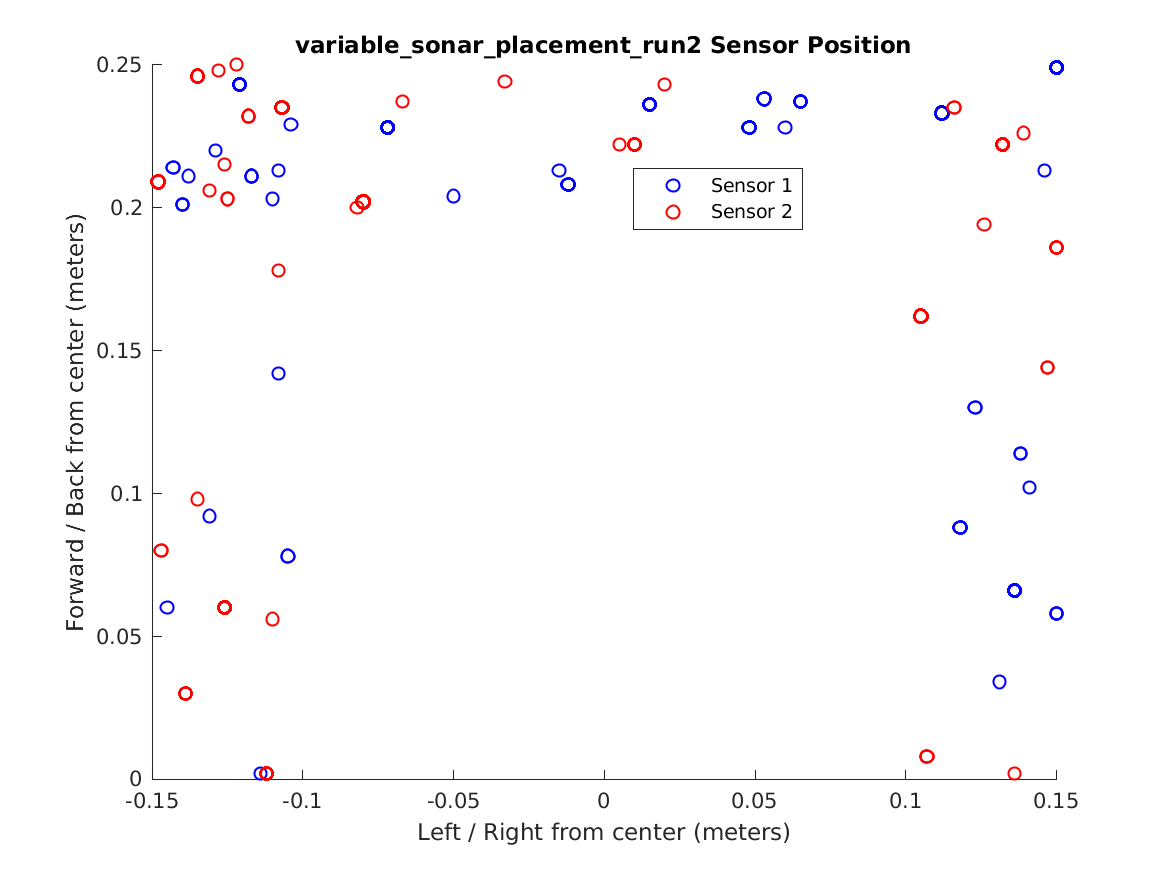 variable_sonar_placement_run2 Sensor Position
Forward / Back from center (meters)
0.25
0.2
0.15
0.1
0.05
0
Sensor 1
Sensor 2
-0.15
-0.1
-0.05
0
0.05
0.1
0.15
Left / Right from center (meters)